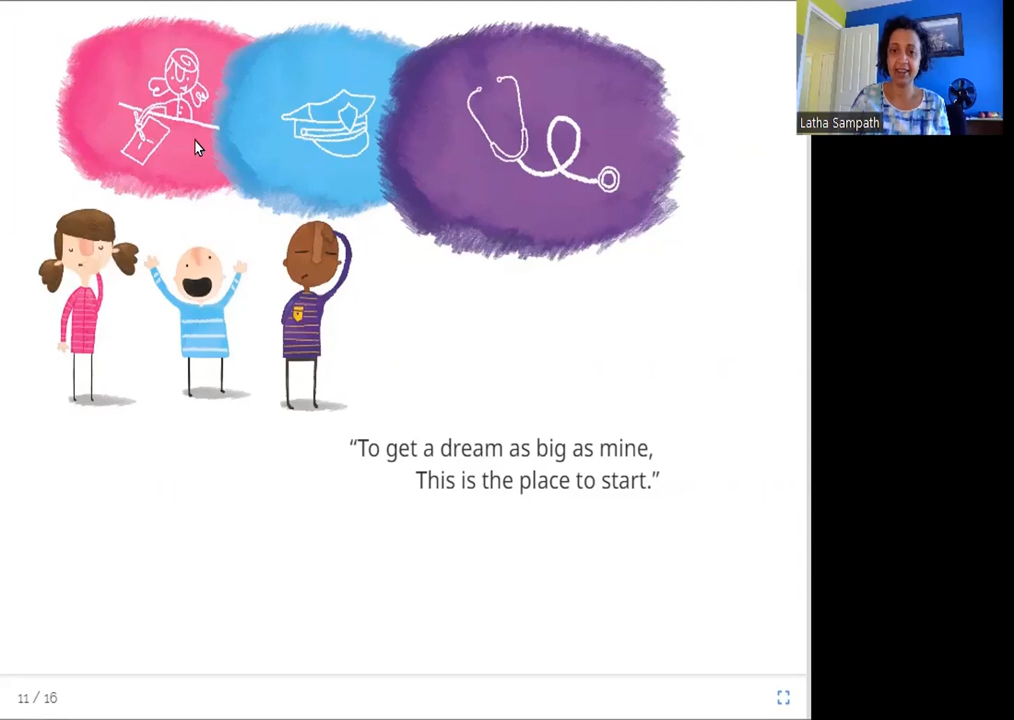 Latha Sampath
“To get a dream as big as mine,
This is the place to start.”
11 / 16